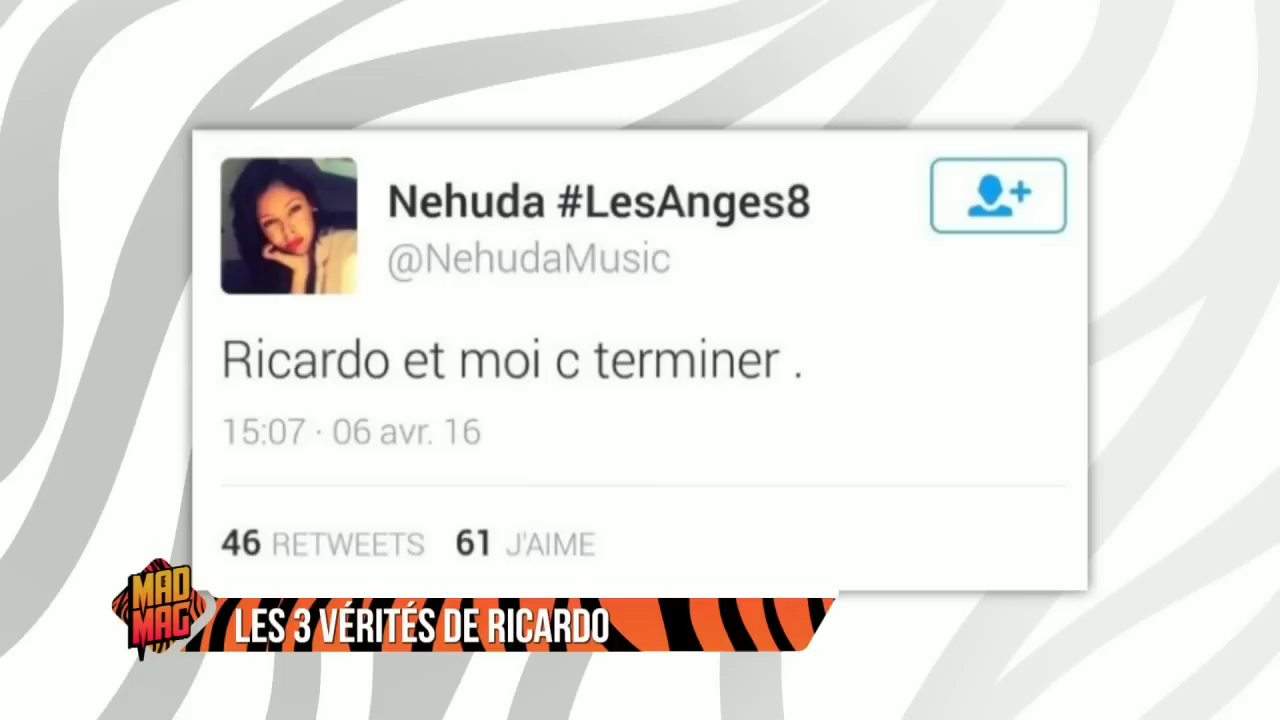 Nehuda #LesAnges8
@NehudaMusic
Ricardo et moi c terminer .
15:07 · 06 avr. 16
46 RETWEETS 61 J'AIME
MAD
MAG
LES 3 VÉRITÉS DE RICARDO